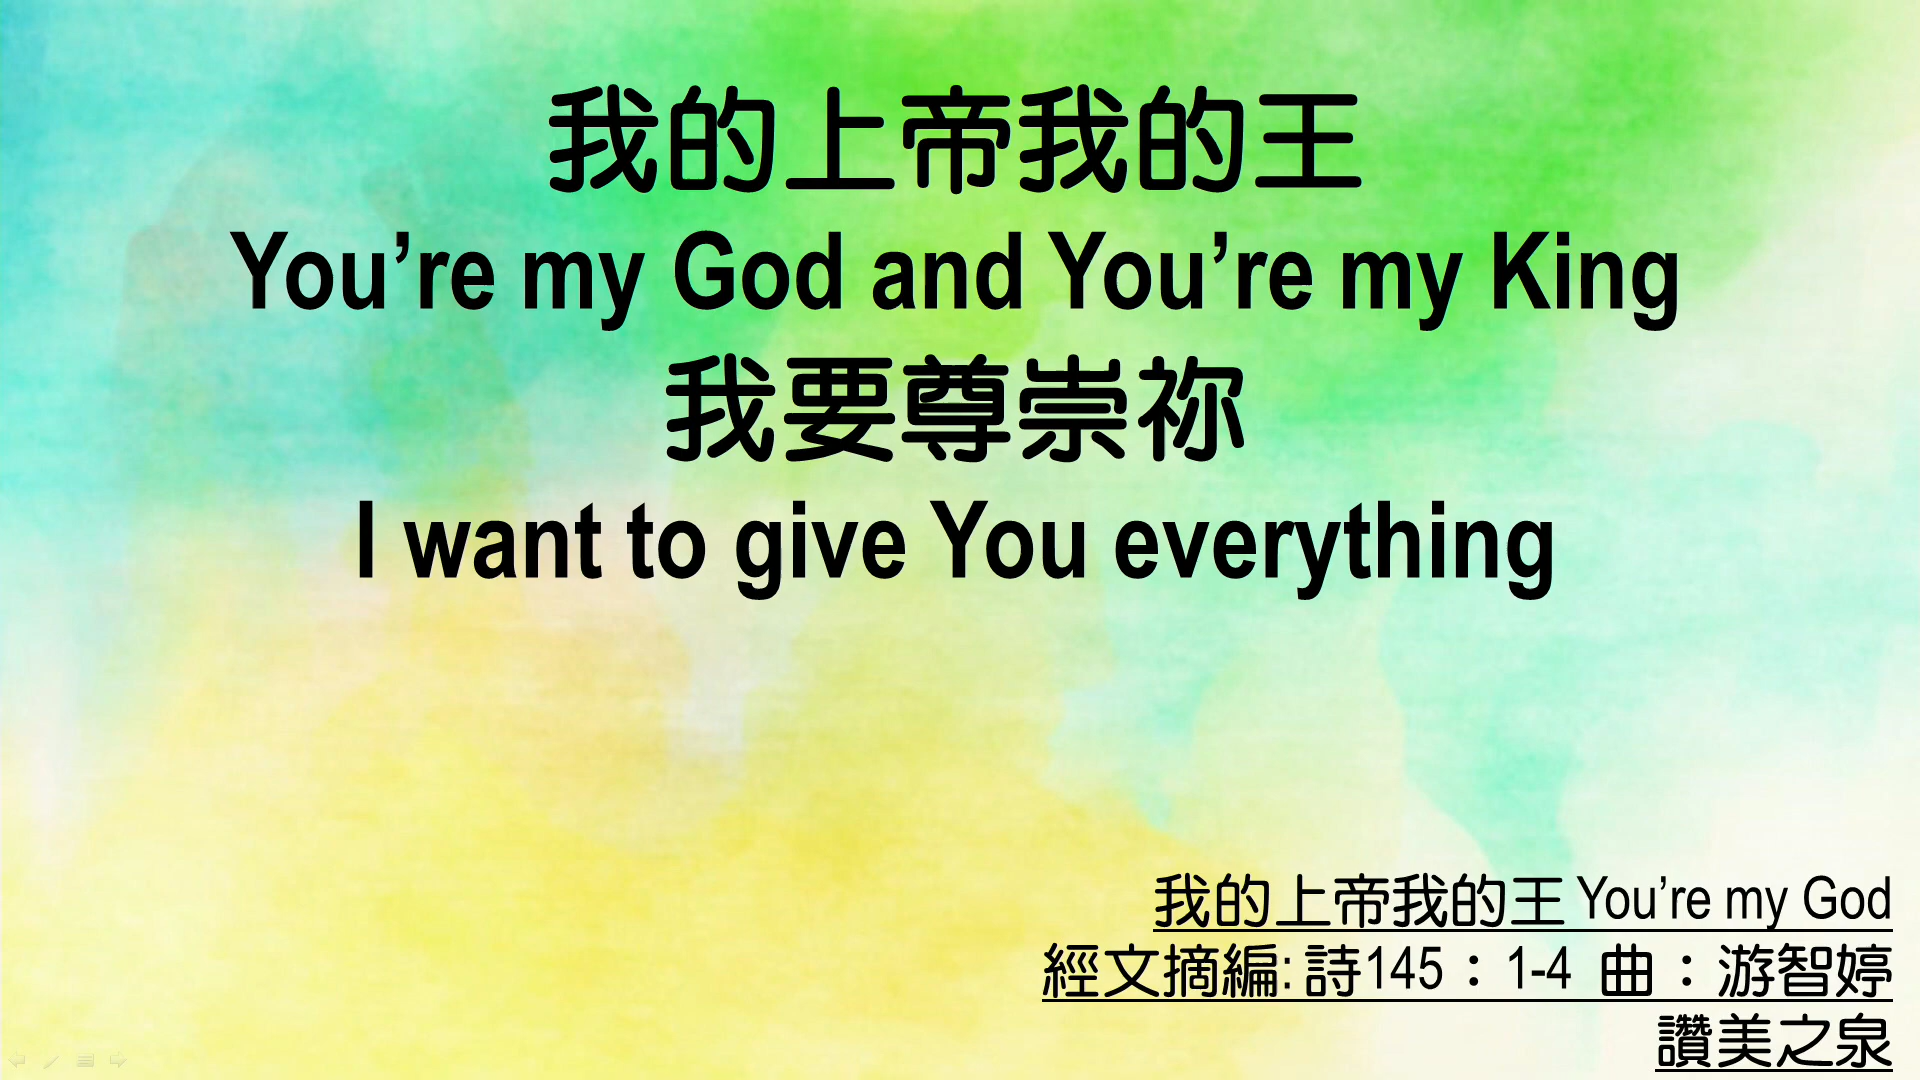 我的上帝我的王
You’re my God and You’re my King
我要尊崇祢
I want to give You everything
我的上帝我的王 You’re my God
經文摘編: 詩145：1-4 曲：游智婷
讚美之泉